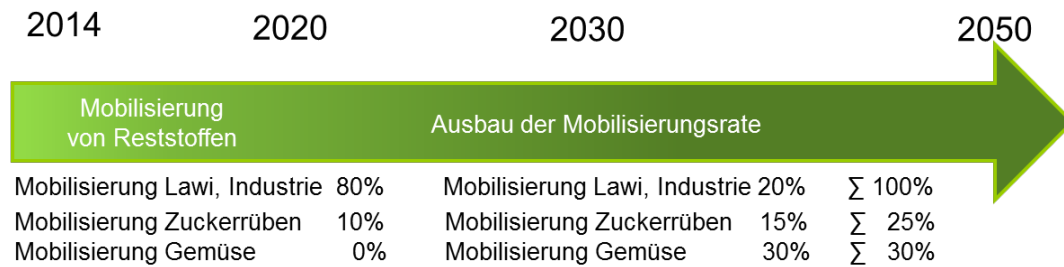 2014 2020 2030 2050
Mobilisierung
von Reststoffen
Ausbau der Mobilisierungsrate
Mobilisierung Lawi, Industrie 80% Mobilisierung Lawi, Industrie 20% ∑ 100%
Mobilisierung Zuckerrüben 10% Mobilisierung Zuckerrüben 15% ∑ 25%
Mobilisierung Gemüse 0% Mobilisierung Gemüse 30% ∑ 30%